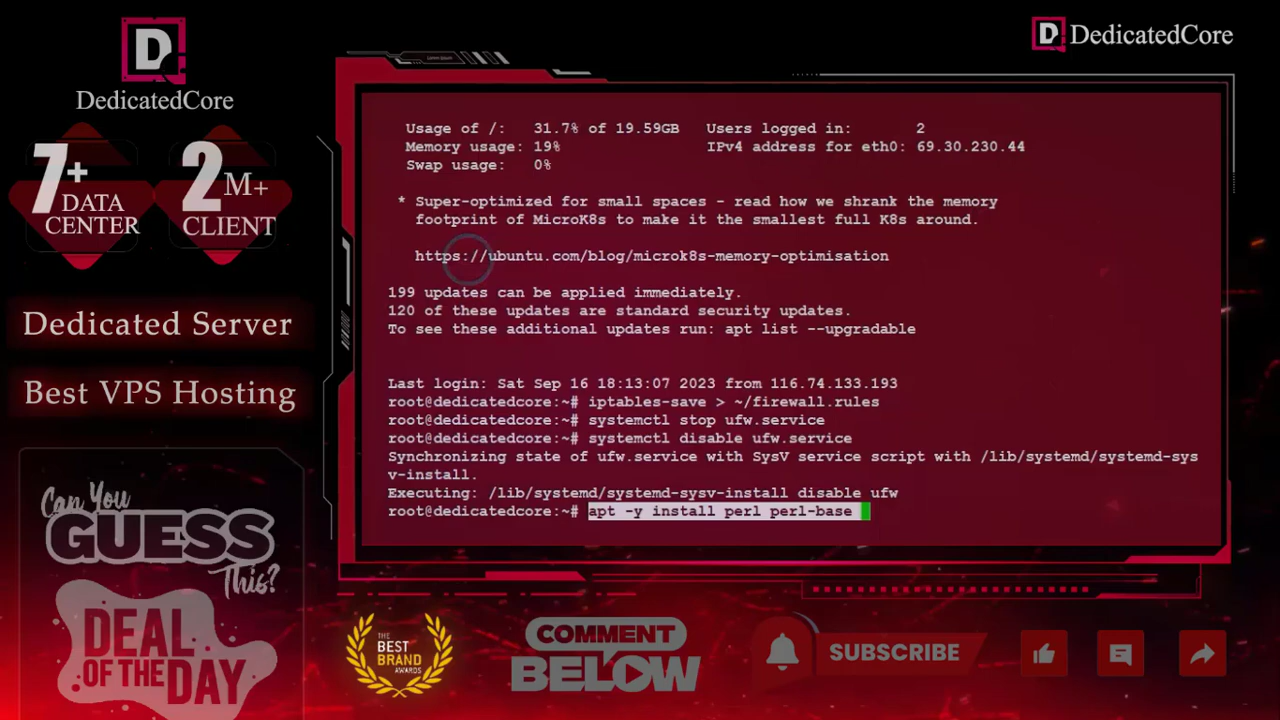 D
DedicatedCore
D DedicatedCore
7+
DATA
CENTER
2 M+
CLIENT
Dedicated Server
Best VPS Hosting
Can You
GUESS
This?
DEAL
OF THE
DAY
Usage of /: 31.7% of 19.59GB Users logged in: 2
Memory usage: 19% IPv4 address for eth0: 69.30.230.44
Swap usage: 0%
* Super-optimized for small spaces - read how we shrank the memory
footprint of MicroK8s to make it the smallest full K8s around.
https://ubuntu.com/blog/microk8s-memory-optimisation
199 updates can be applied immediately.
120 of these updates are standard security updates.
To see these additional updates run: apt list --upgradable
Last login: Sat Sep 16 18:13:07 2023 from 116.74.133.193
root@dedicatedcore:~# iptables-save > ~/firewall.rules
root@dedicatedcore:~# systemctl stop ufw.service
root@dedicatedcore:~# systemctl disable ufw.service
Synchronizing state of ufw.service with SysV service script with /lib/systemd/systemd-sys
v-install.
Executing: /lib/systemd/systemd-sysv-install disable ufw
root@dedicatedcore:~# apt -y install perl perl-base
THE
BEST
BRAND
AWARDS
COMMENT
BELOW
SUBSCRIBE